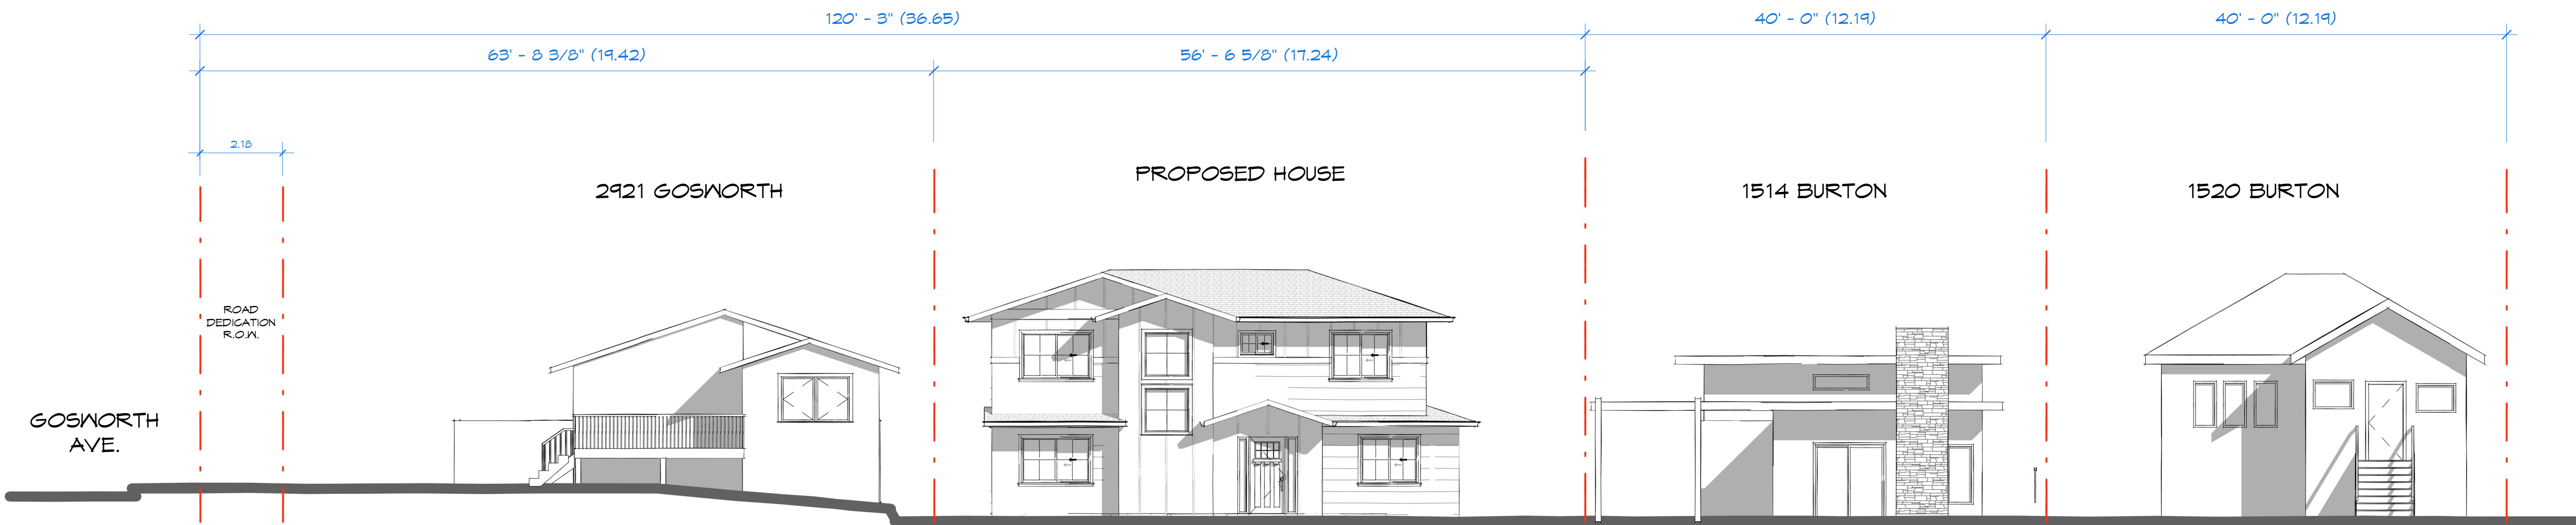 120' - 3" (36.65)
40' - 0" (12.19)
40' - 0" (12.19)
63' - 8 3/8" (19.42)
56' - 6 5/8" (17.24)
2.18
2921 GOSWORTH
PROPOSED HOUSE
1514 BURTON
1520 BURTON
ROAD
DEDICATION
R.O.W.
GOSWORTH
AVE.